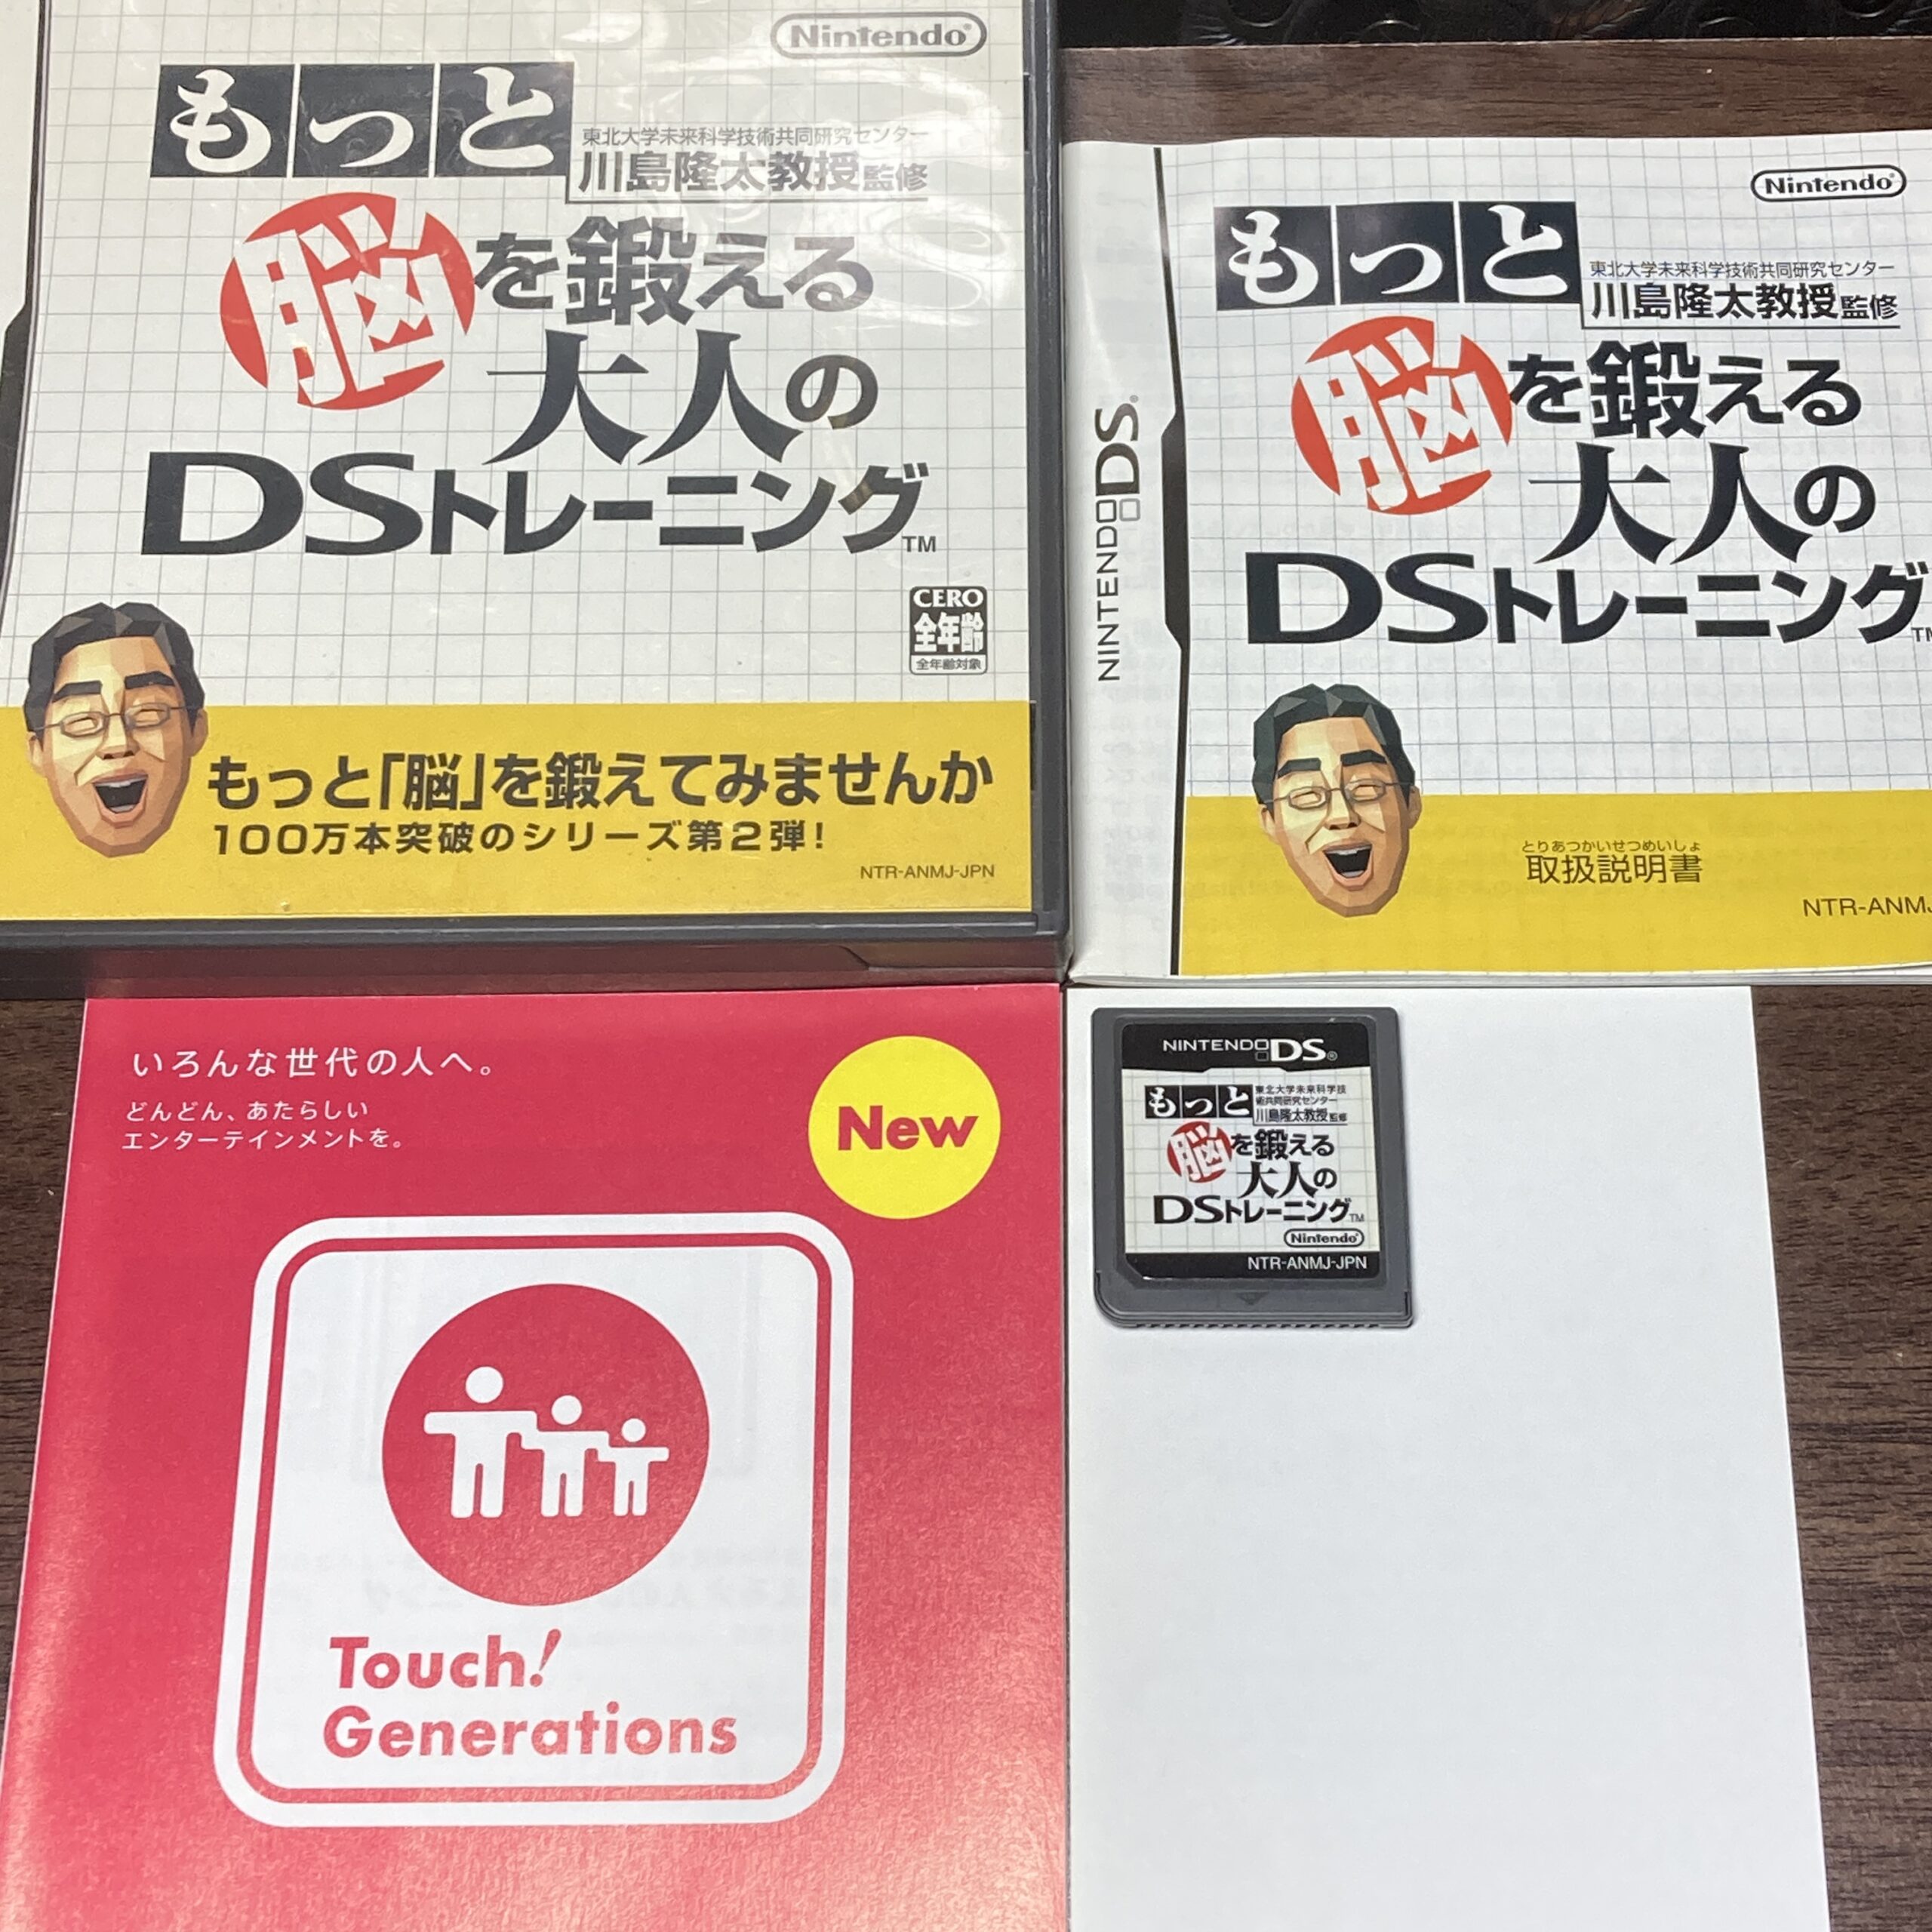 Nintendo®
もっと
東北大学未来科学技術共同研究センター
川島隆太教授監修
脳を鍛える
大人の
DSトレーニング™
CERO
全年齢
全年齢対象
もっと「脳」を鍛えてみませんか
100万本突破のシリーズ第2弾!
NTR-ANMJ-JPN
NINTENDO DS®
Nintendo®
もっと
東北大学未来科学技術共同研究センター
川島隆太教授監修
脳を鍛える
大人の
DSトレーニング™
とりあつかいせつめいしょ
取扱説明書
NTR-ANMJ
いろんな世代の人へ。
どんどん、あたらしい
エンターテインメントを。
New
Touch!
Generations
NINTENDO DS®
もっと
東北大学未来科学技
術共同研究センター
川島隆太教授監修
脳を鍛える
大人の
DSトレーニング™
Nintendo®
NTR-ANMJ-JPN